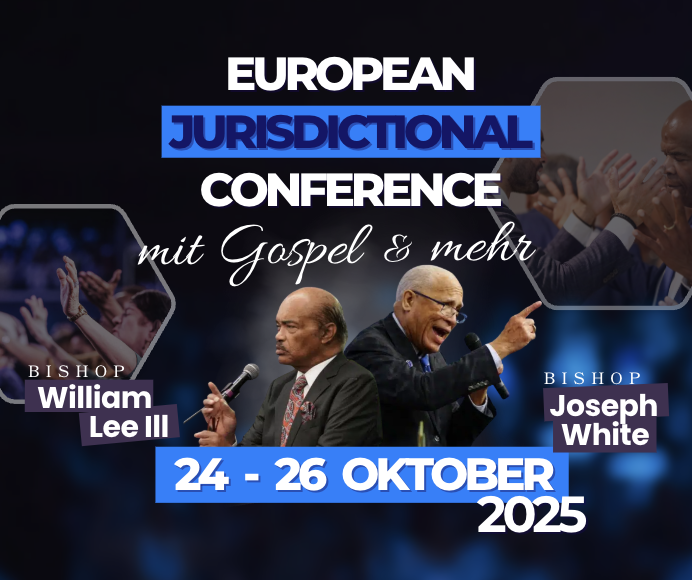 EUROPEAN
JURISDICTIONAL
CONFERENCE
mit Gospel & mehr
BISHOP
William
Lee III
BISHOP
Joseph
White
24 - 26 OKTOBER
2025